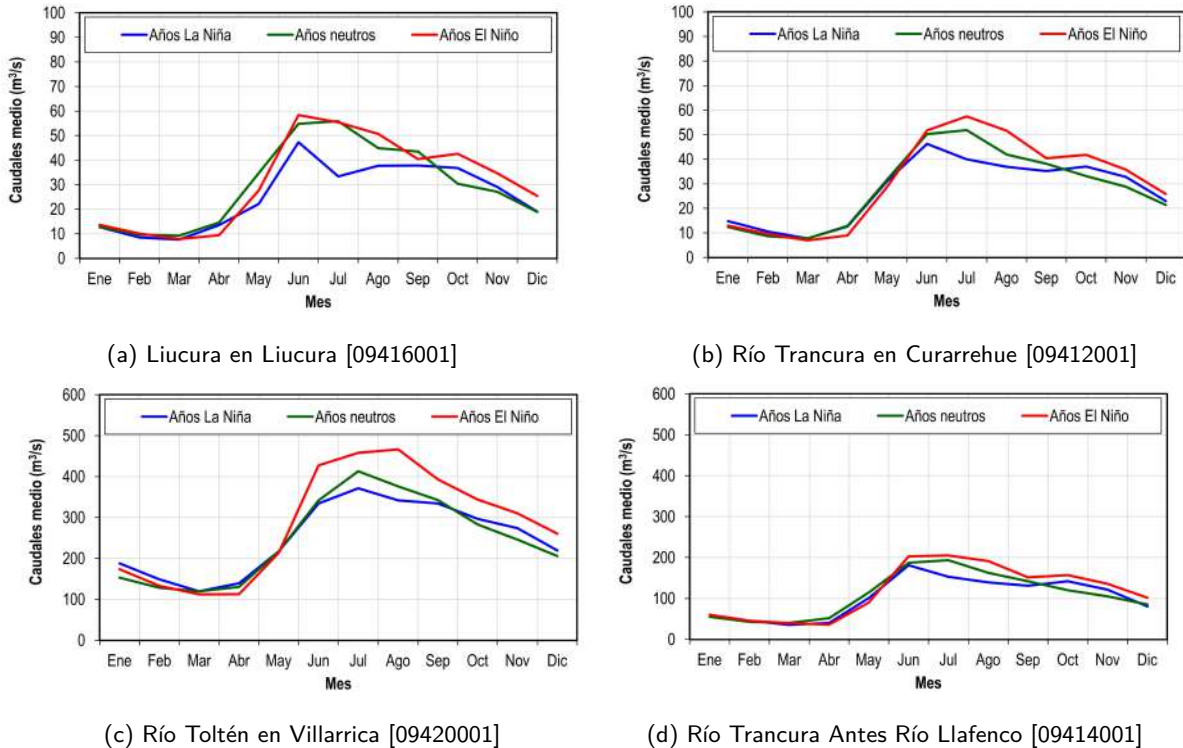 100
90
80
70
60
50
40
30
20
10
0
Caudales medio (m³/s)
Años La Niña Años neutros Años El Niño
Ene Feb Mar Abr May Jun Jul Ago Sep Oct Nov Dic
Mes
(a) Liucura en Liucura [09416001]
100
90
80
70
60
50
40
30
20
10
0
Caudales medio (m³/s)
Años La Niña Años neutros Años El Niño
Ene Feb Mar Abr May Jun Jul Ago Sep Oct Nov Dic
Mes
(b) Río Trancura en Curarrehue [09412001]
600
500
400
300
200
100
0
Caudales medio (m³/s)
Años La Niña Años neutros Años El Niño
Ene Feb Mar Abr May Jun Jul Ago Sep Oct Nov Dic
Mes
(c) Río Toltén en Villarrica [09420001]
600
500
400
300
200
100
0
Caudales medio (m³/s)
Años La Niña Años neutros Años El Niño
Ene Feb Mar Abr May Jun Jul Ago Sep Oct Nov Dic
Mes
(d) Río Trancura Antes Río Llafenco [09414001]